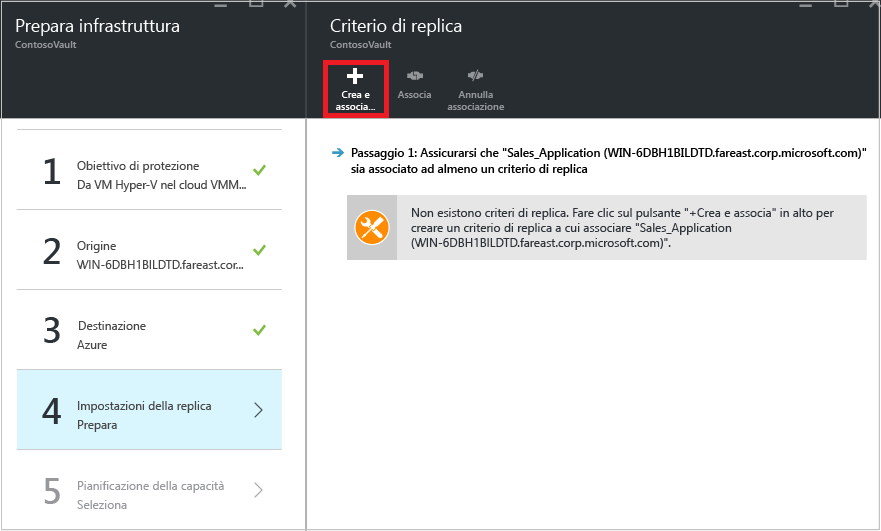 Prepara infrastruttura
ContosoVault
1
Obiettivo di protezione
Da VM Hyper-V nel cloud VMM...
2
Origine
WIN-6DBH1BILDTD.fareast.cor...
3
Destinazione
Azure
4
Impostazioni della replica
Prepara
5
Pianificazione della capacità
Seleziona
Criterio di replica
ContosoVault
Crea e
associa...
Associa
Annulla
associazione
Passaggio 1: Assicurarsi che "Sales_Application (WIN-6DBH1BILDTD.fareast.corp.microsoft.com)"
sia associato ad almeno un criterio di replica
Non esistono criteri di replica. Fare clic sul pulsante "+Crea e associa" in alto per
creare un criterio di replica a cui associare "Sales_Application
(WIN-6DBH1BILDTD.fareast.corp.microsoft.com)".